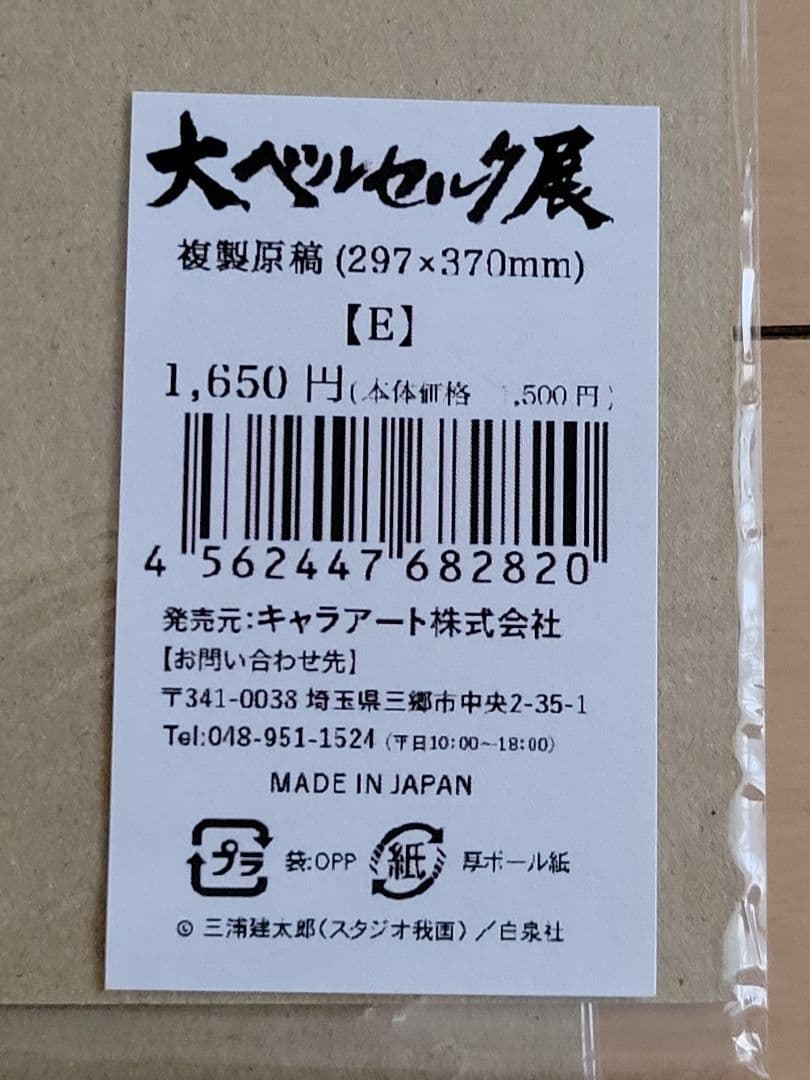 大ベルセルク展
複製原稿 (297×370mm)
【E】
1,650 円(本体価格 1,500 円)
4 562447 682820
発売元:キャラアート株式会社
【お問い合わせ先】
〒341-0038 埼玉県三郷市中央2-35-1
Tel:048-951-1524 (平日10:00~18:00)
MADE IN JAPAN
プラ 袋:OPP 紙 厚ボール紙
© 三浦建太郎(スタジオ我画)/白泉社